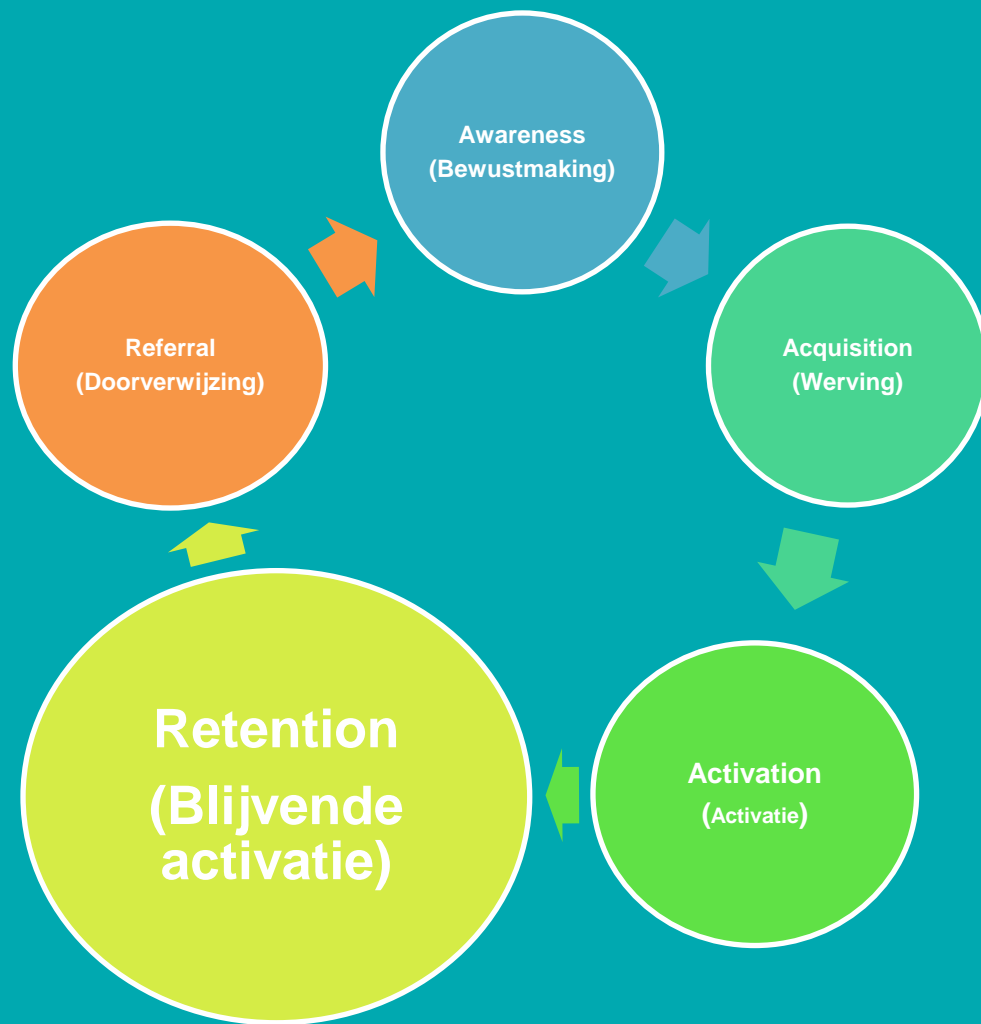 Awareness
(Bewustmaking)
Acquisition
(Werving)
Activation
(Activatie)
Retention
(Blijvende
activatie)
Referral
(Doorverwijzing)